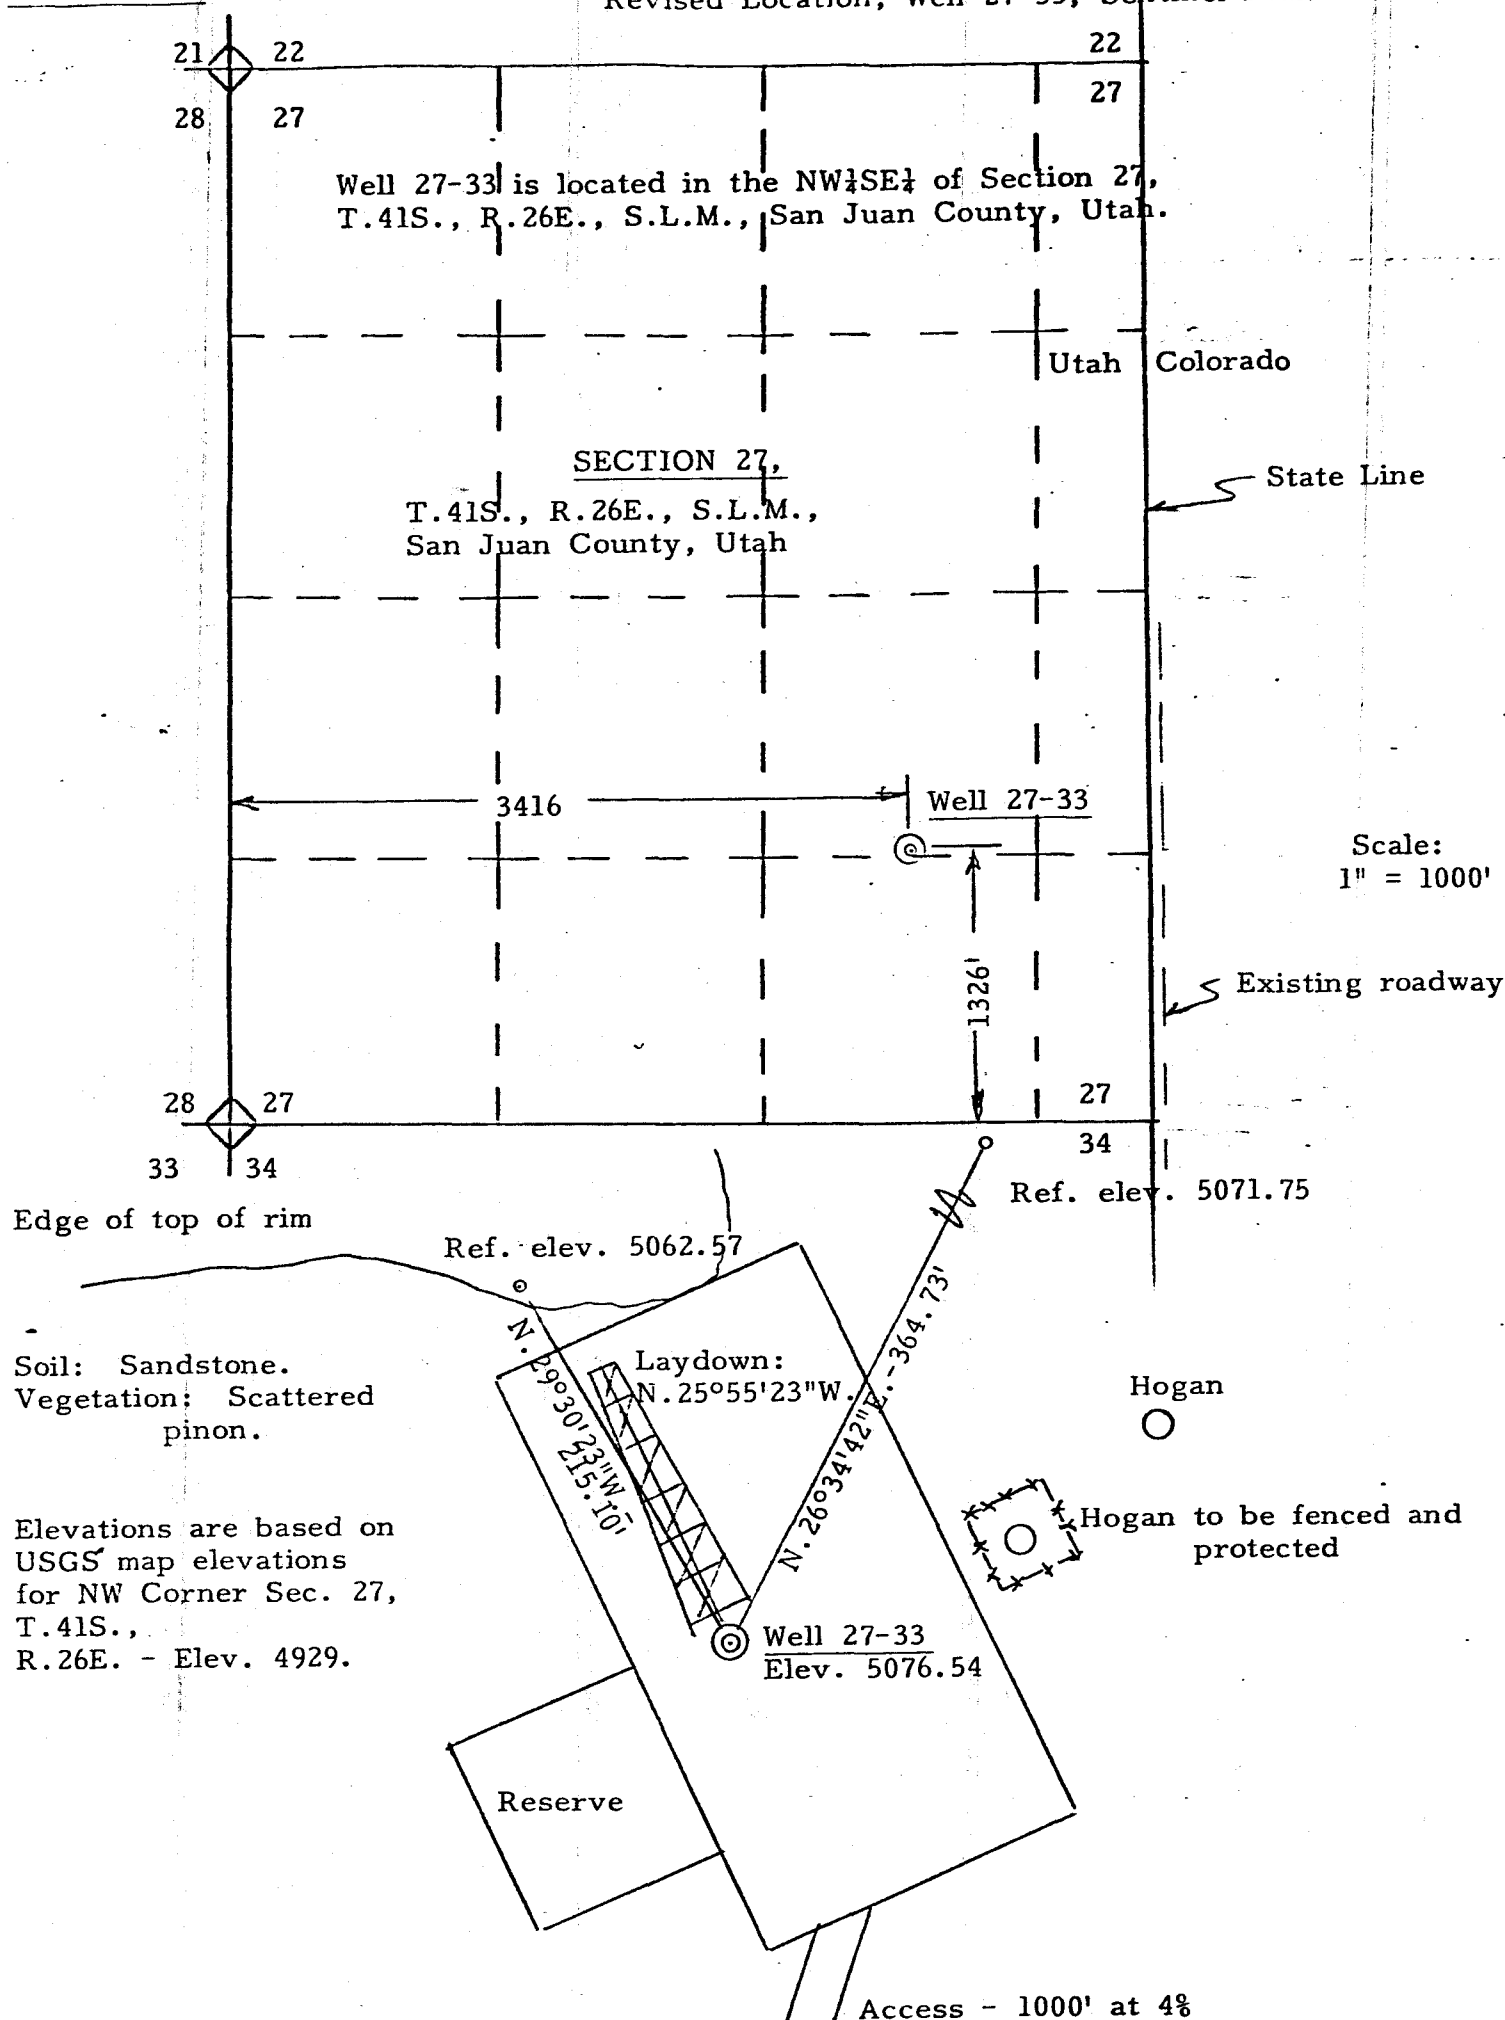 Revised Location, Well 27-33,
21 22
22
28 27
27
Well 27-33 is located in the NW¼SE¼ of Section 27,
T.41S., R.26E., S.L.M., San Juan County, Utah.
Utah Colorado
SECTION 27,
T.41S., R.26E., S.L.M.,
San Juan County, Utah
State Line
3416
Well 27-33
Scale:
1" = 1000'
1326'
Existing roadway
28 27
27
33 34
34
Ref. elev. 5071.75
Edge of top of rim
Ref. elev. 5062.57
N.29°30'23"W.-
215.10'
Laydown:
N.25°55'23"W.
N.26°34'42"E.-364.73'
Soil: Sandstone.
Vegetation: Scattered
pinon.
Hogan
Hogan to be fenced and
protected
Elevations are based on
USGS map elevations
for NW Corner Sec. 27,
T.41S.,
R.26E. - Elev. 4929.
Well 27-33
Elev. 5076.54
Reserve
Access - 1000' at 4%